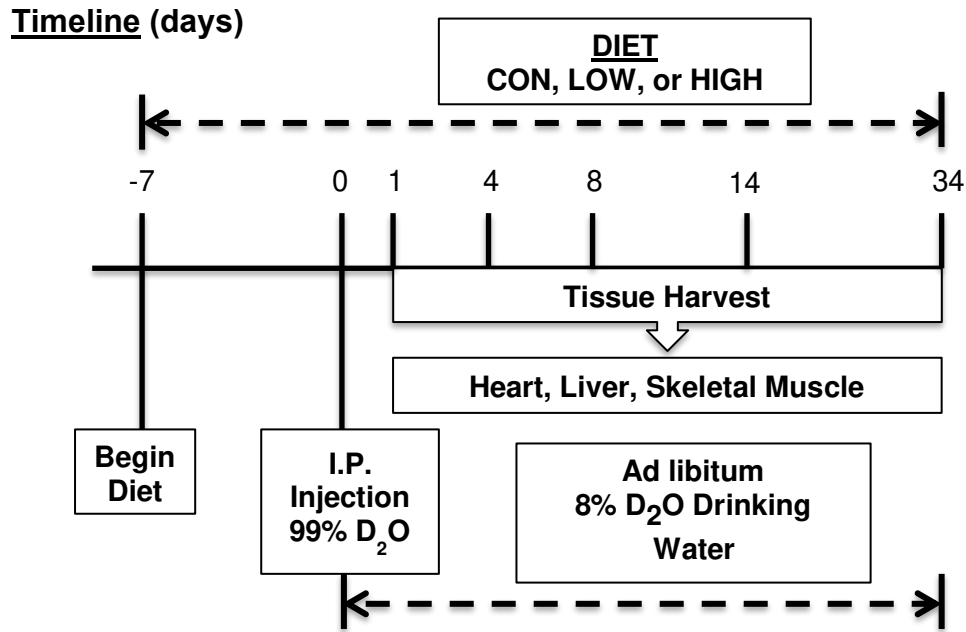 Timeline (days)
DIET
CON, LOW, or HIGH
-7 0 1 4 8 14 34
Tissue Harvest
Heart, Liver, Skeletal Muscle
Begin
Diet
I.P.
Injection
99% D₂O
Ad libitum
8% D₂O Drinking
Water